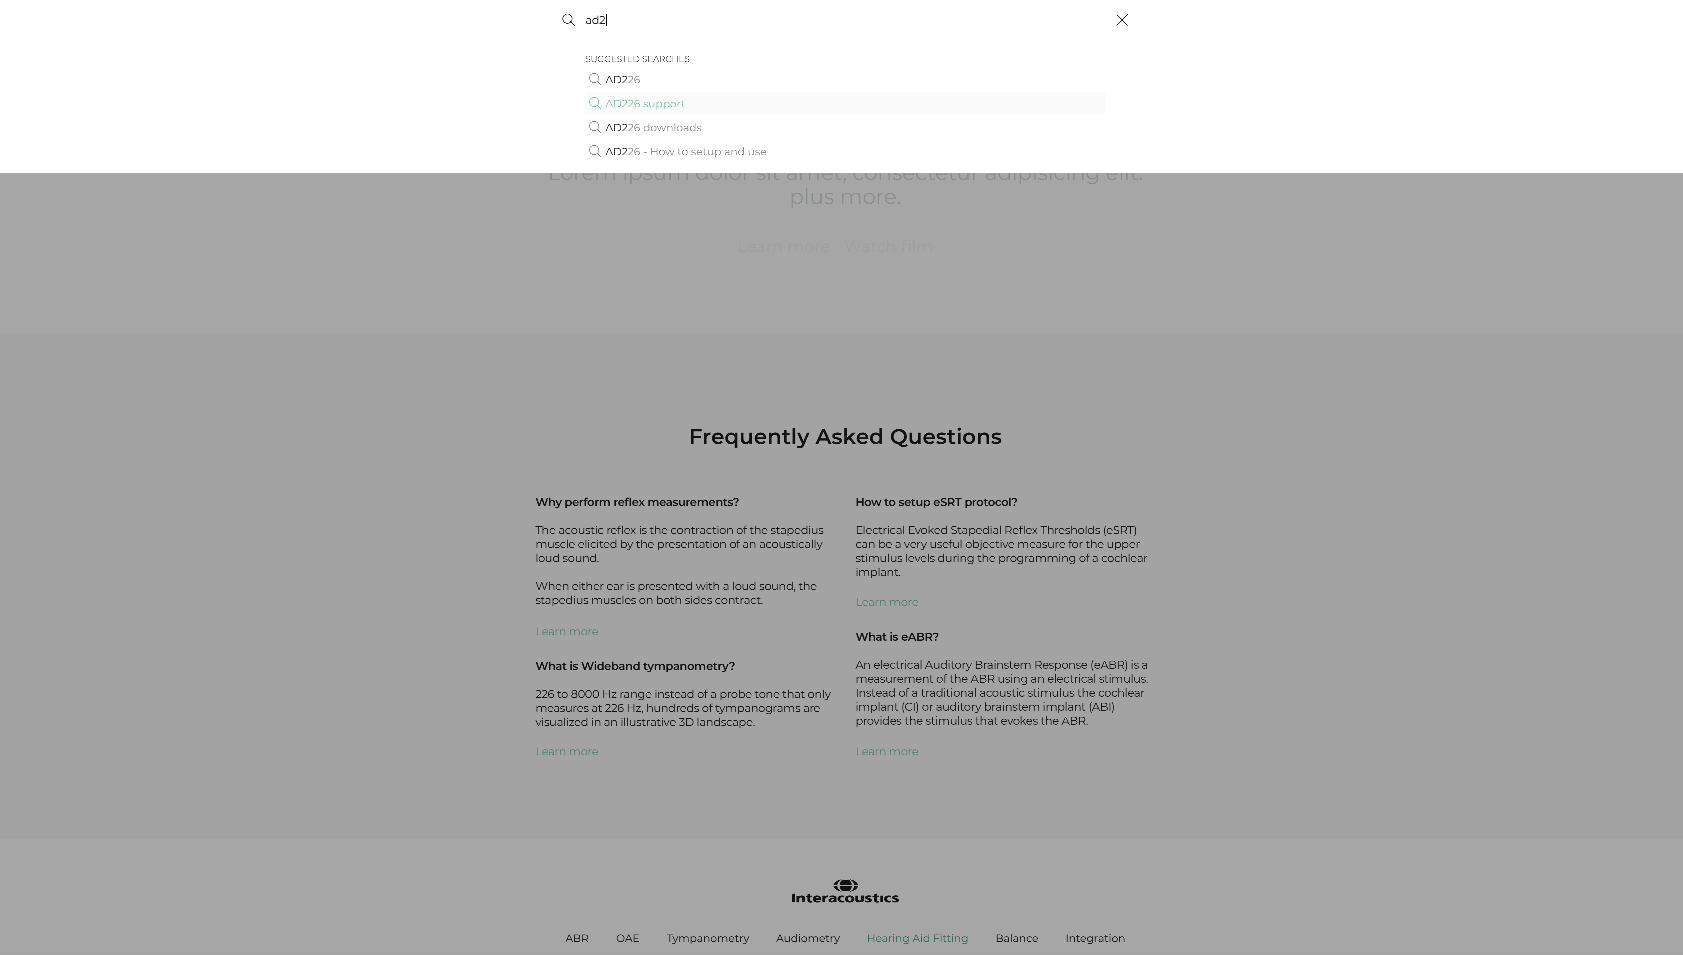 ad2
SUGGESTED SEARCHES
AD226
AD226 support
AD226 downloads
AD226 - How to setup and use
Lorem ipsum dolor sit amet, consectetur adipisicing elit.
plus more.
Learn more Watch film
Frequently Asked Questions
Why perform reflex measurements?
The acoustic reflex is the contraction of the stapedius
muscle elicited by the presentation of an acoustically
loud sound.
When either ear is presented with a loud sound, the
stapedius muscles on both sides contract.
Learn more
What is Wideband tympanometry?
226 to 8000 Hz range instead of a probe tone that only
measures at 226 Hz, hundreds of tympanograms are
visualized in an illustrative 3D landscape.
Learn more
How to setup eSRT protocol?
Electrical Evoked Stapedial Reflex Thresholds (eSRT)
can be a very useful objective measure for the upper
stimulus levels during the programming of a cochlear
implant.
Learn more
What is eABR?
An electrical Auditory Brainstem Response (eABR) is a
measurement of the ABR using an electrical stimulus.
Instead of a traditional acoustic stimulus the cochlear
implant (CI) or auditory brainstem implant (ABI)
provides the stimulus that evokes the ABR.
Learn more
Interacoustics
ABR OAE Tympanometry Audiometry Hearing Aid Fitting Balance Integration